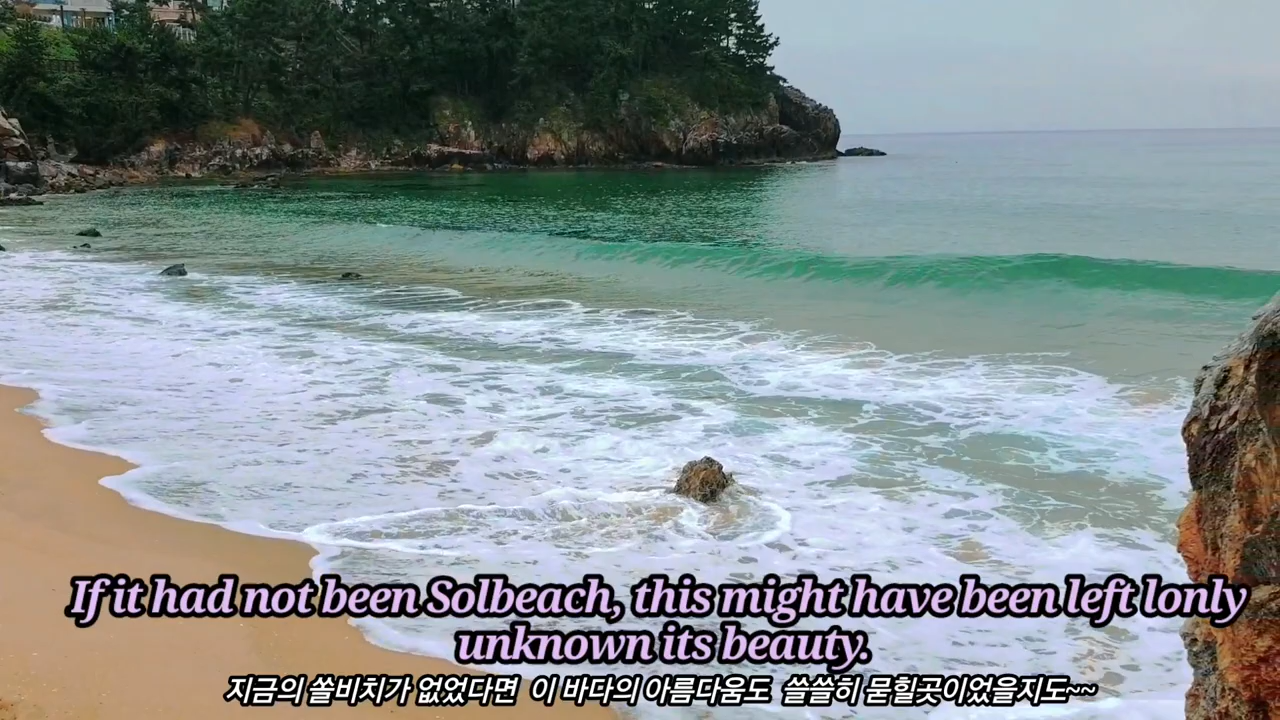 If it had not been Solbeach, this might have been left lonly
unknown its beauty.
지금의 쏠비치가 없었다면 이 바다의 아름다움도 쓸쓸히 묻힐곳이었을지도~~